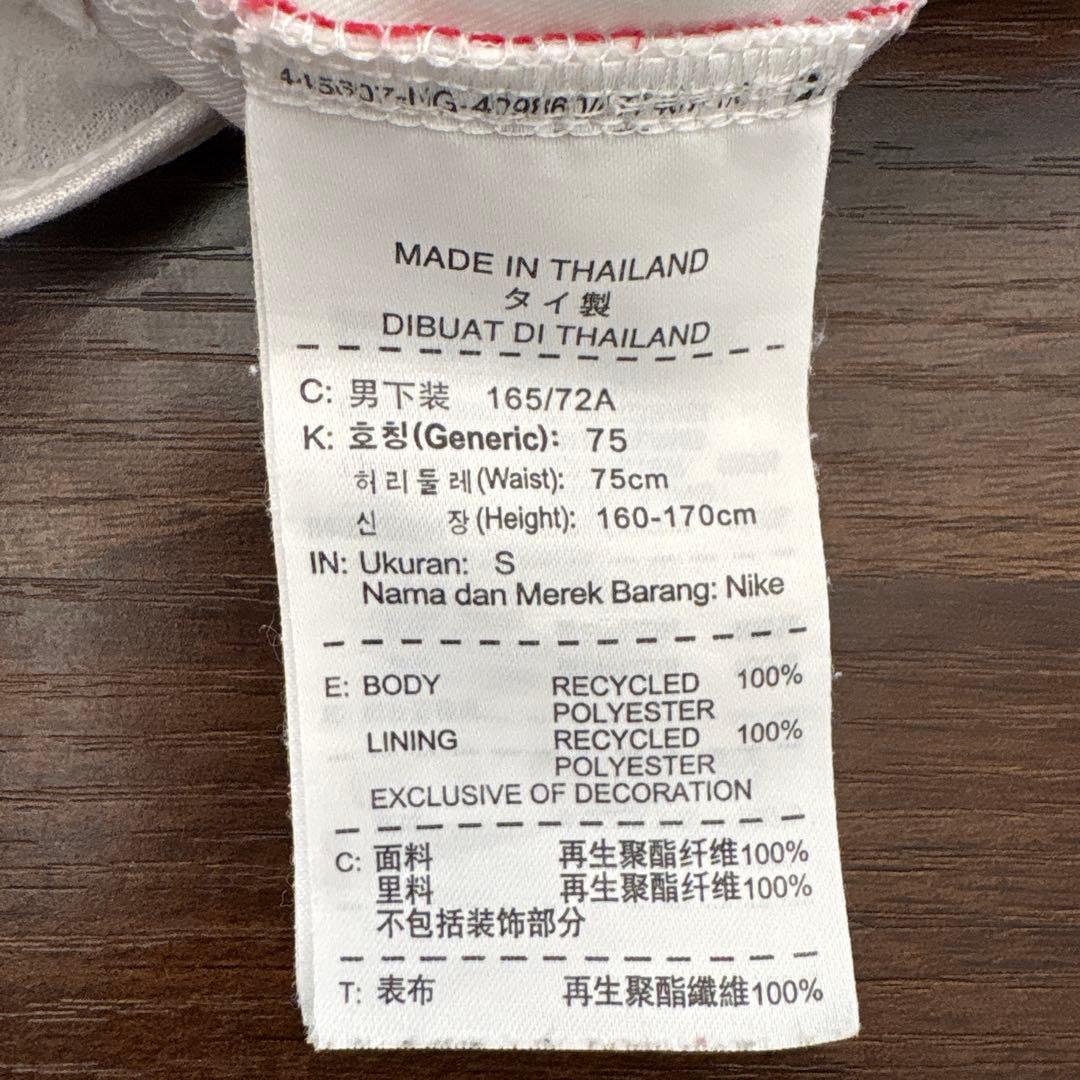 MADE IN THAILAND
タイ製
DIBUAT DI THAILAND
C: 男下装 165/72A
K: 호칭(Generic): 75
허리둘레(Waist): 75cm
신 장(Height): 160-170cm
IN: Ukuran: S
Nama dan Merek Barang: Nike
E: BODY RECYCLED 100%
POLYESTER
LINING RECYCLED 100%
POLYESTER
EXCLUSIVE OF DECORATION
C: 面料 再生聚酯纤维100%
里料 再生聚酯纤维100%
不包括装饰部分
T: 表布 再生聚酯纖維100%